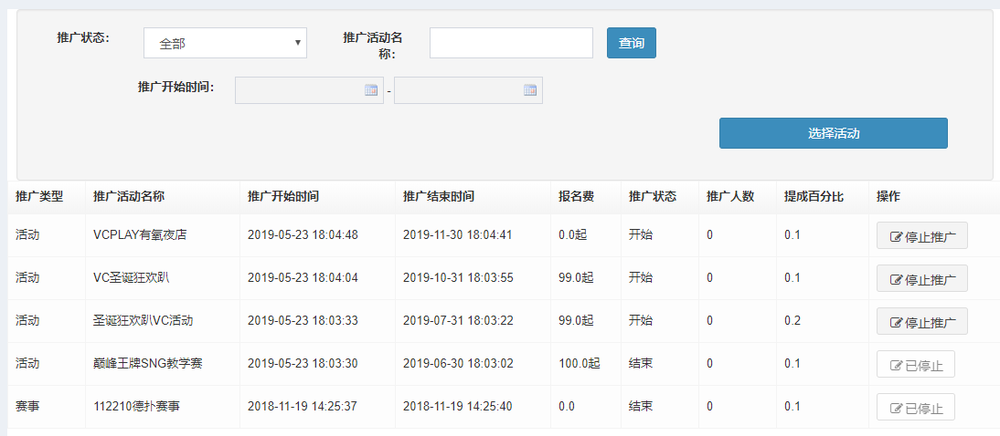 推广状态: 全部 推广活动名称: 查询
推广开始时间: -
选择活动
推广类型 推广活动名称 推广开始时间 推广结束时间 报名费 推广状态 推广人数 提成百分比 操作
活动 VCPLAY有氧夜店 2019-05-23 18:04:48 2019-11-30 18:04:41 0.0起 开始 0 0.1 停止推广
活动 VC圣诞狂欢趴 2019-05-23 18:04:04 2019-10-31 18:03:55 99.0起 开始 0 0.1 停止推广
活动 圣诞狂欢趴VC活动 2019-05-23 18:03:33 2019-07-31 18:03:22 99.0起 开始 0 0.2 停止推广
活动 巅峰王牌SNG教学赛 2019-05-23 18:03:30 2019-06-30 18:03:02 100.0起 结束 0 0.1 已停止
赛事 112210德扑赛事 2018-11-19 14:25:37 2018-11-19 14:25:40 0.0 结束 0 0.1 已停止